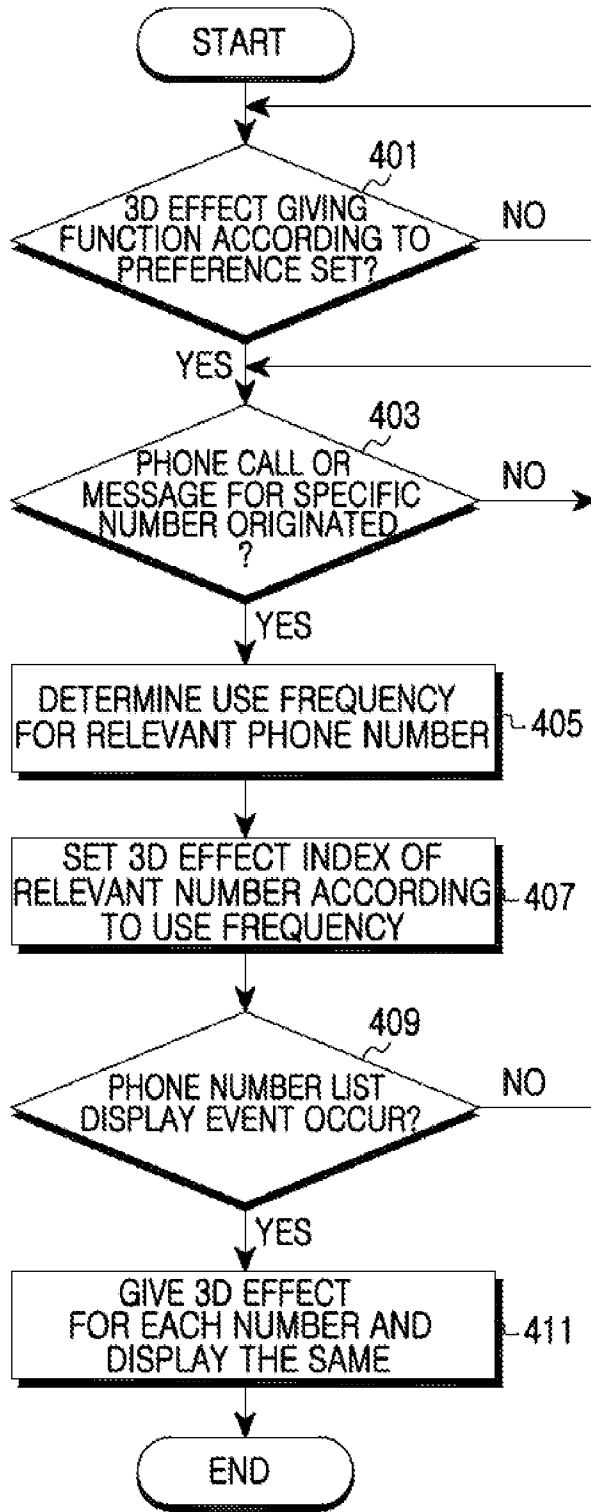 START
401
3D EFFECT GIVING
FUNCTION ACCORDING TO
PREFERENCE SET?
NO
YES
403
PHONE CALL OR
MESSAGE FOR SPECIFIC
NUMBER ORIGINATED
?
NO
YES
DETERMINE USE FREQUENCY
FOR RELEVANT PHONE NUMBER
405
SET 3D EFFECT INDEX OF
RELEVANT NUMBER ACCORDING
TO USE FREQUENCY
407
409
PHONE NUMBER LIST
DISPLAY EVENT OCCUR?
NO
YES
GIVE 3D EFFECT
FOR EACH NUMBER AND
DISPLAY THE SAME
411
END